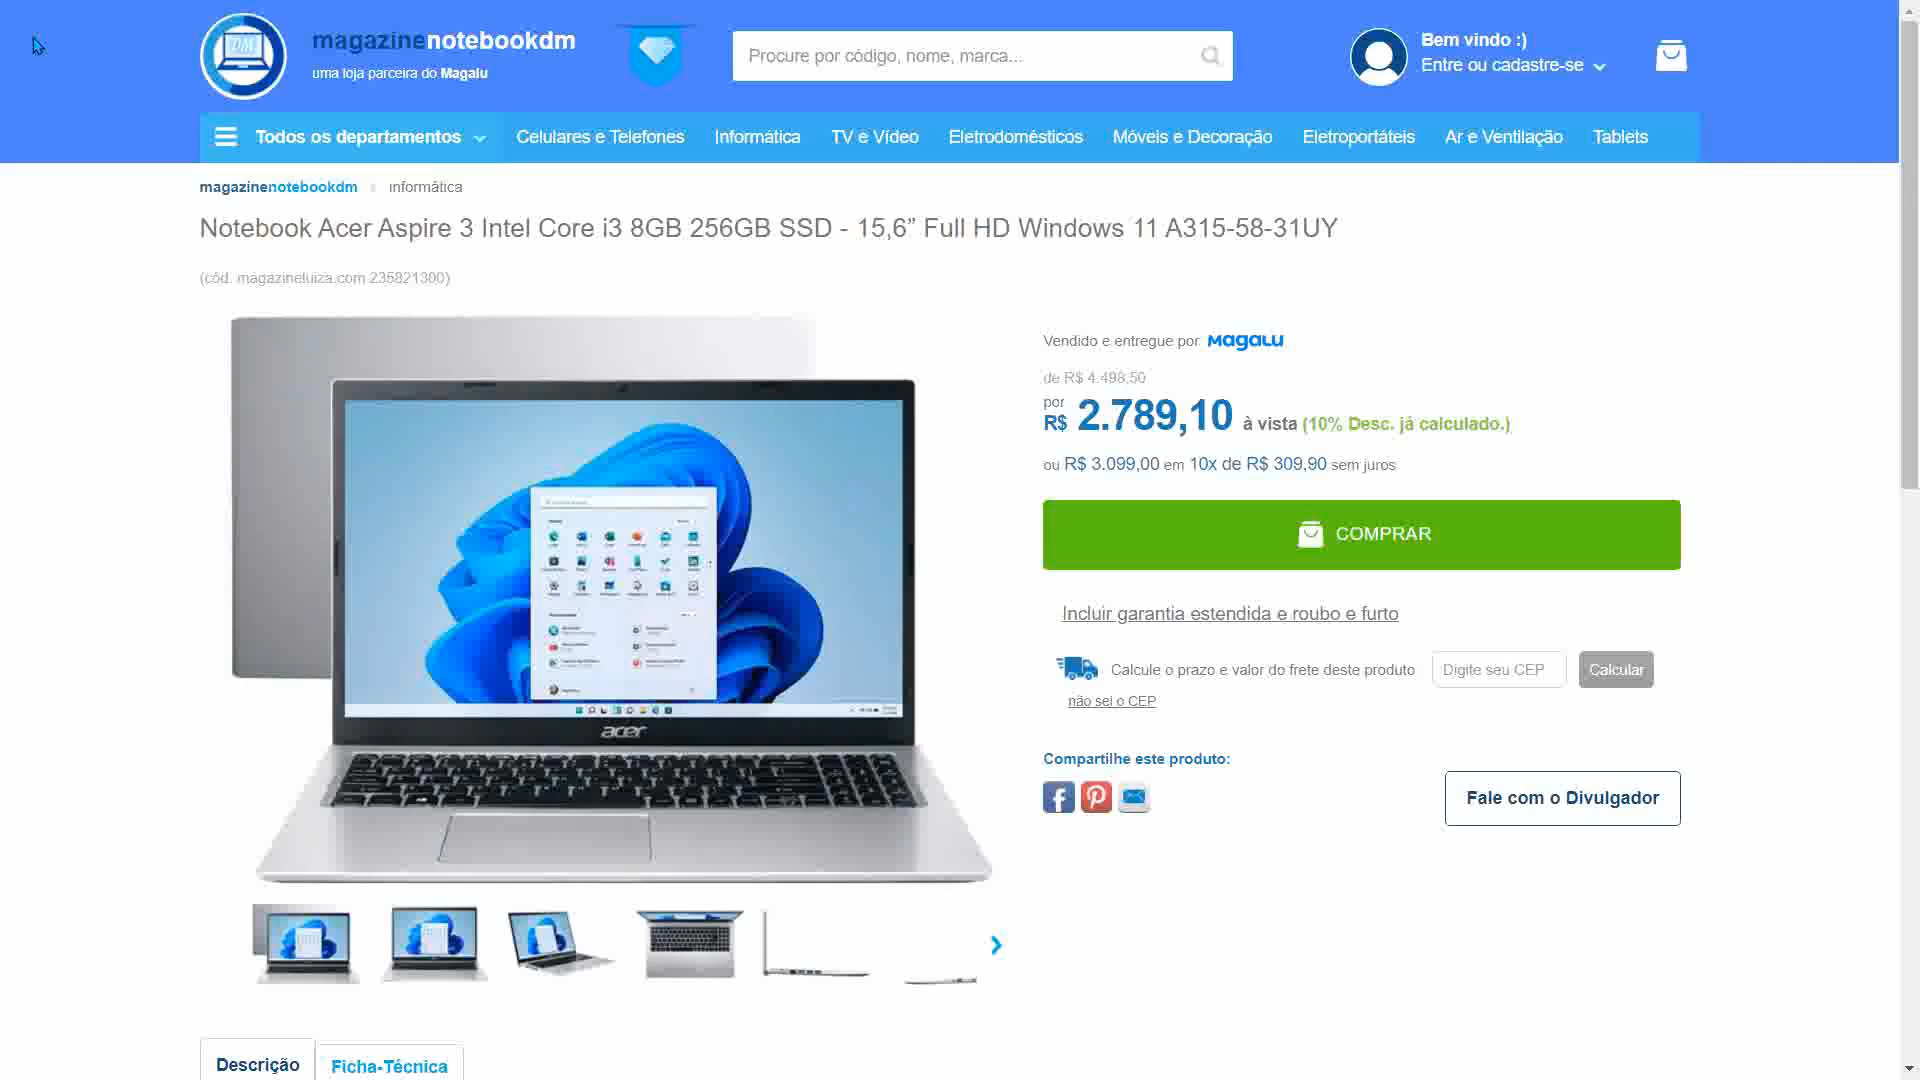 DM
magazinenotebookdm
uma loja parceira do Magalu
Procure por código, nome, marca...
Bem vindo :)
Entre ou cadastre-se
Todos os departamentos
Celulares e Telefones
Informática
TV e Vídeo
Eletrodomésticos
Móveis e Decoração
Eletroportáteis
Ar e Ventilação
Tablets
magazinenotebookdm
informática
Notebook Acer Aspire 3 Intel Core i3 8GB 256GB SSD - 15,6” Full HD Windows 11 A315-58-31UY
(cód. magazineluiza.com 235821300)
Vendido e entregue por Magalu
de R$ 4.498,50
por
R$ 2.789,10 à vista (10% Desc. já calculado.)
ou R$ 3.099,00 em 10x de R$ 309,90 sem juros
COMPRAR
Incluir garantia estendida e roubo e furto
Calcule o prazo e valor do frete deste produto
Digite seu CEP
Calcular
não sei o CEP
acer
Compartilhe este produto:
Fale com o Divulgador
Descrição
Ficha-Técnica